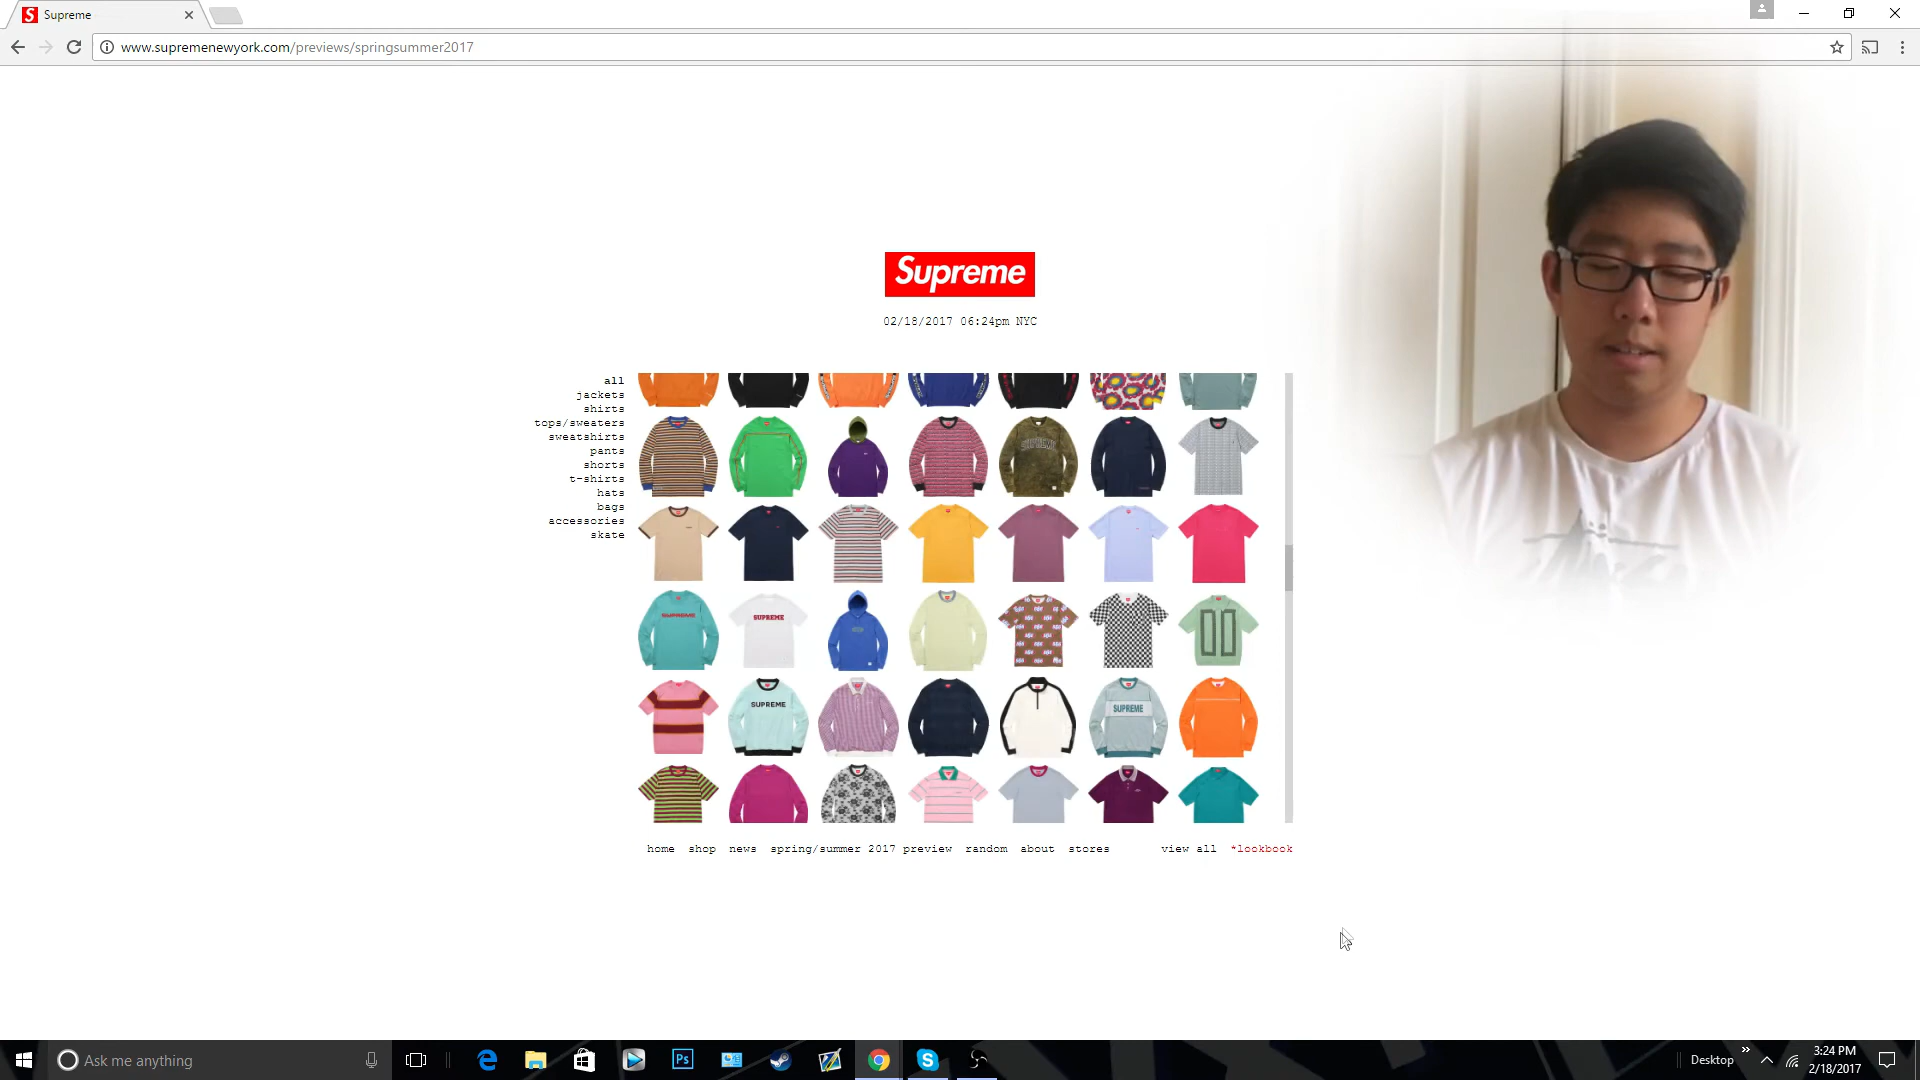 Supreme
www.supremenewyork.com/previews/springsummer2017
Supreme
02/18/2017 06:24pm NYC
all
jackets
shirts
tops/sweaters
sweatshirts
pants
shorts
t-shirts
hats
bags
accessories
skate
SUPREME
SUPREME
SUPREME
SUPREME
SUPREME
home shop news spring/summer 2017 preview random about stores view all *lookbook
Ask me anything
Desktop
3:24 PM
2/18/2017